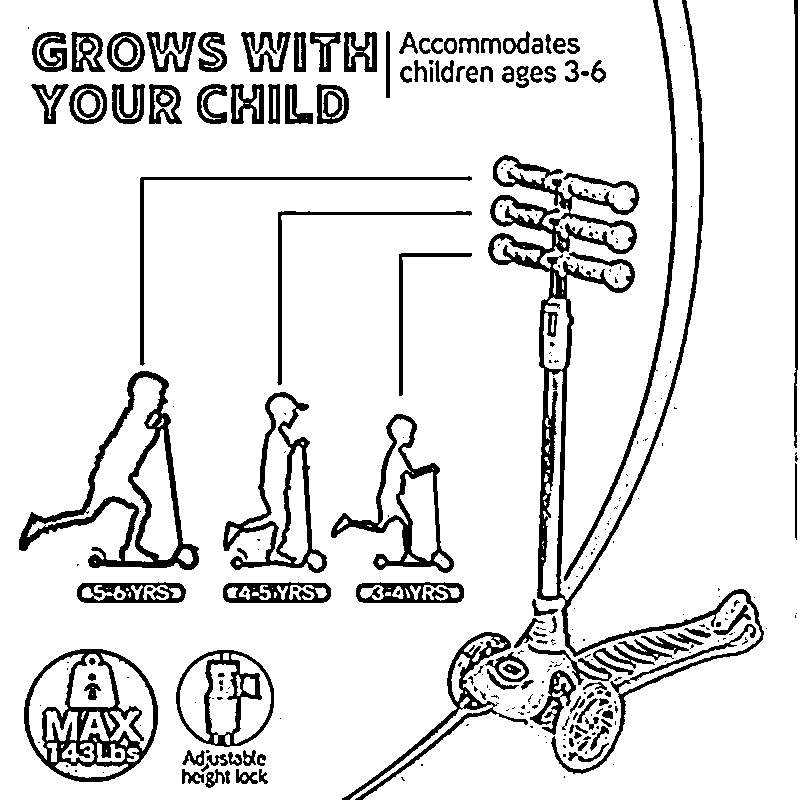 GROWS WITH
YOUR CHILD
Accommodates
children ages 3-6
5-6 YRS
4-5 YRS
3-4 YRS
MAX
143Lbs
Adjustable
height lock